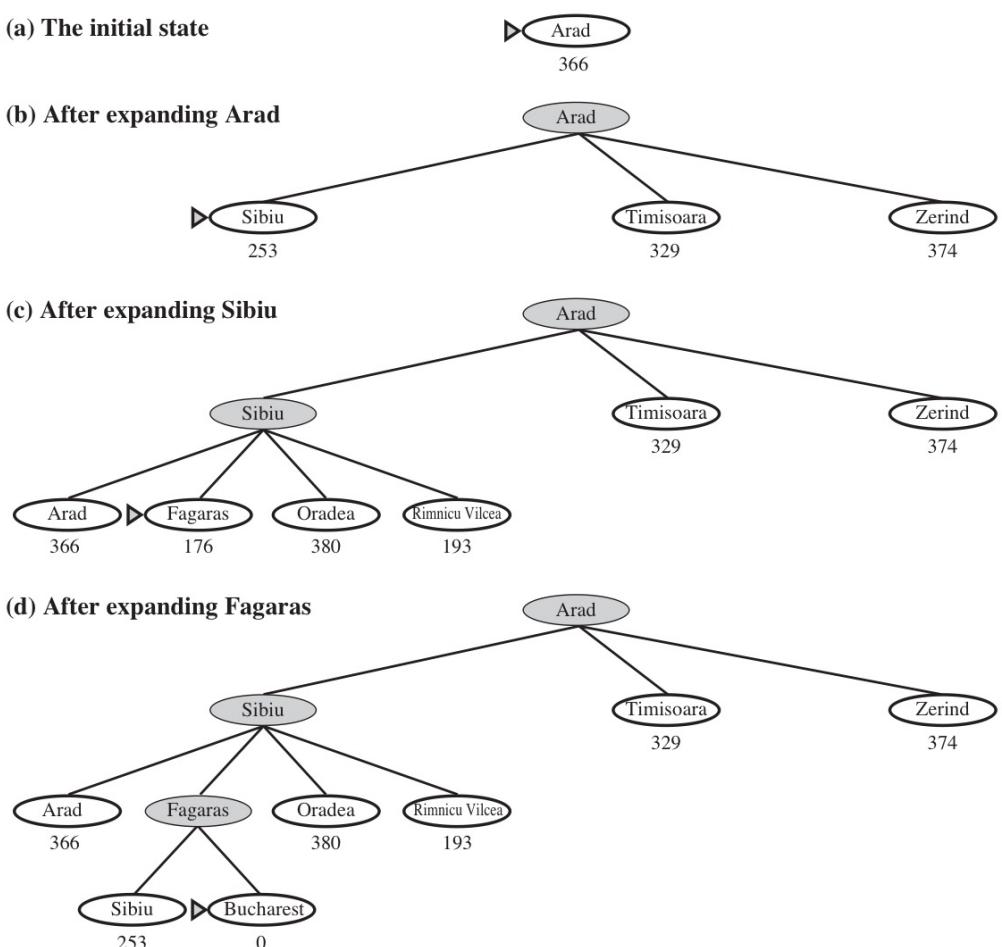 (a) The initial state
Arad
366
(b) After expanding Arad
Arad
Sibiu Timisoara Zerind
253 329 374
(c) After expanding Sibiu
Arad
Sibiu Timisoara Zerind
329 374
Arad Fagaras Oradea Rimnicu Vilcea
366 176 380 193
(d) After expanding Fagaras
Arad
Sibiu Timisoara Zerind
329 374
Arad Fagaras Oradea Rimnicu Vilcea
366 380 193
Sibiu Bucharest
253 0